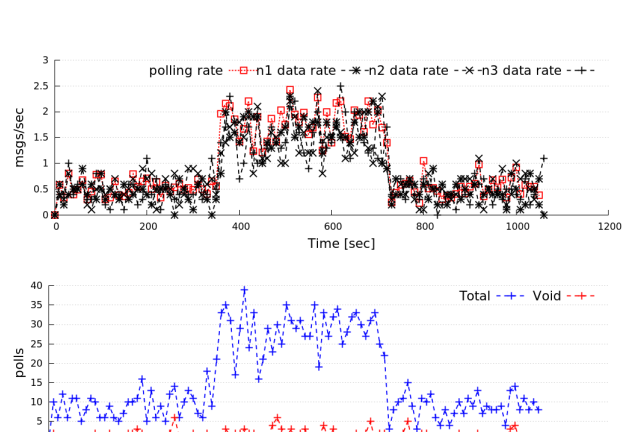 3
polling rate n1 data rate n2 data rate n3 data rate
2.5
2
1.5
1
0.5
0
msgs/sec
0 200 400 600 800 1000 1200
Time [sec]
40
Total Void
35
30
25
20
15
10
5
polls